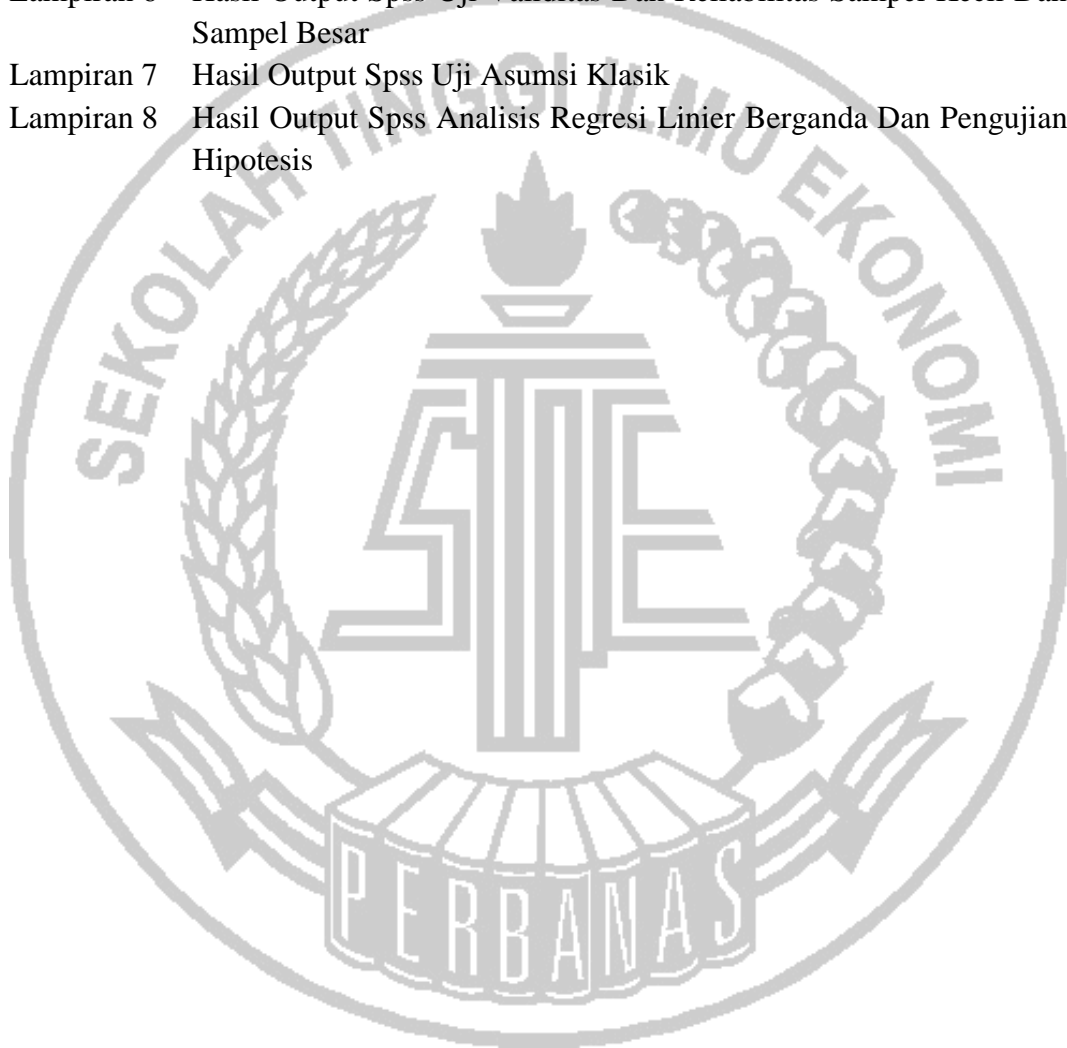 Sampel Besar
Lampiran 7 Hasil Output Spss Uji Asumsi Klasik
Lampiran 8 Hasil Output Spss Analisis Regresi Linier Berganda Dan Pengujian
Hipotesis
SEKOLAH TINGGI ILMU EKONOMI
STIE
PERBANAS